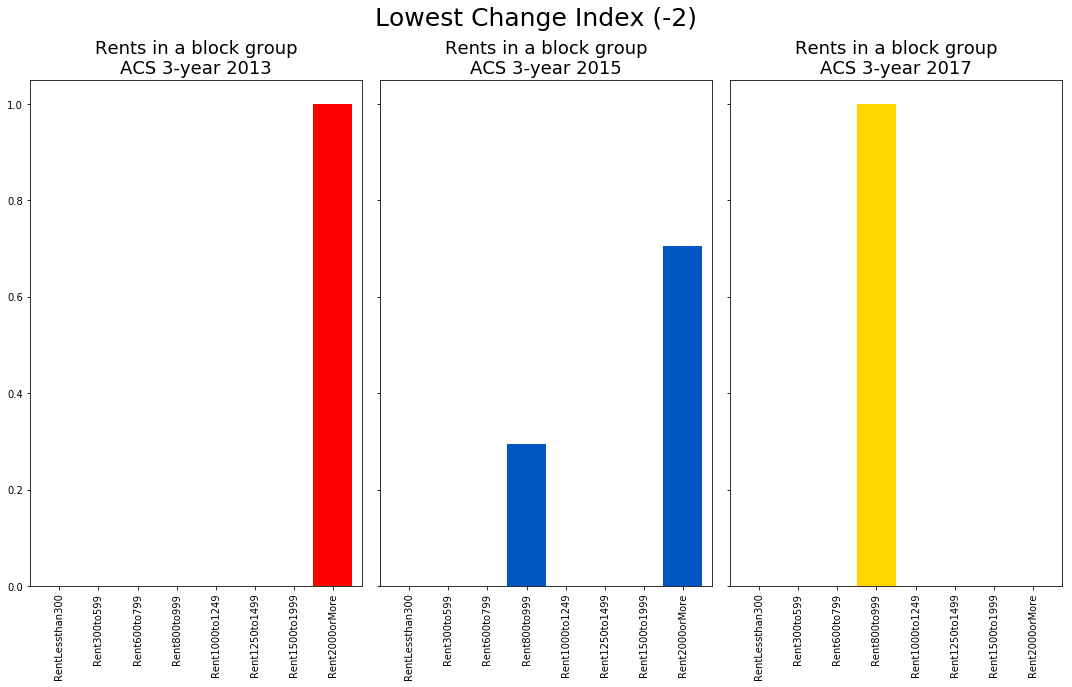 Lowest Change Index (-2)
Rents in a block group
ACS 3-year 2013
Rents in a block group
ACS 3-year 2015
Rents in a block group
ACS 3-year 2017
1.0
0.8
0.6
0.4
0.2
0.0
RentLessthan300
Rent300to599
Rent600to799
Rent800to999
Rent1000to1249
Rent1250to1499
Rent1500to1999
Rent2000orMore
RentLessthan300
Rent300to599
Rent600to799
Rent800to999
Rent1000to1249
Rent1250to1499
Rent1500to1999
Rent2000orMore
RentLessthan300
Rent300to599
Rent600to799
Rent800to999
Rent1000to1249
Rent1250to1499
Rent1500to1999
Rent2000orMore